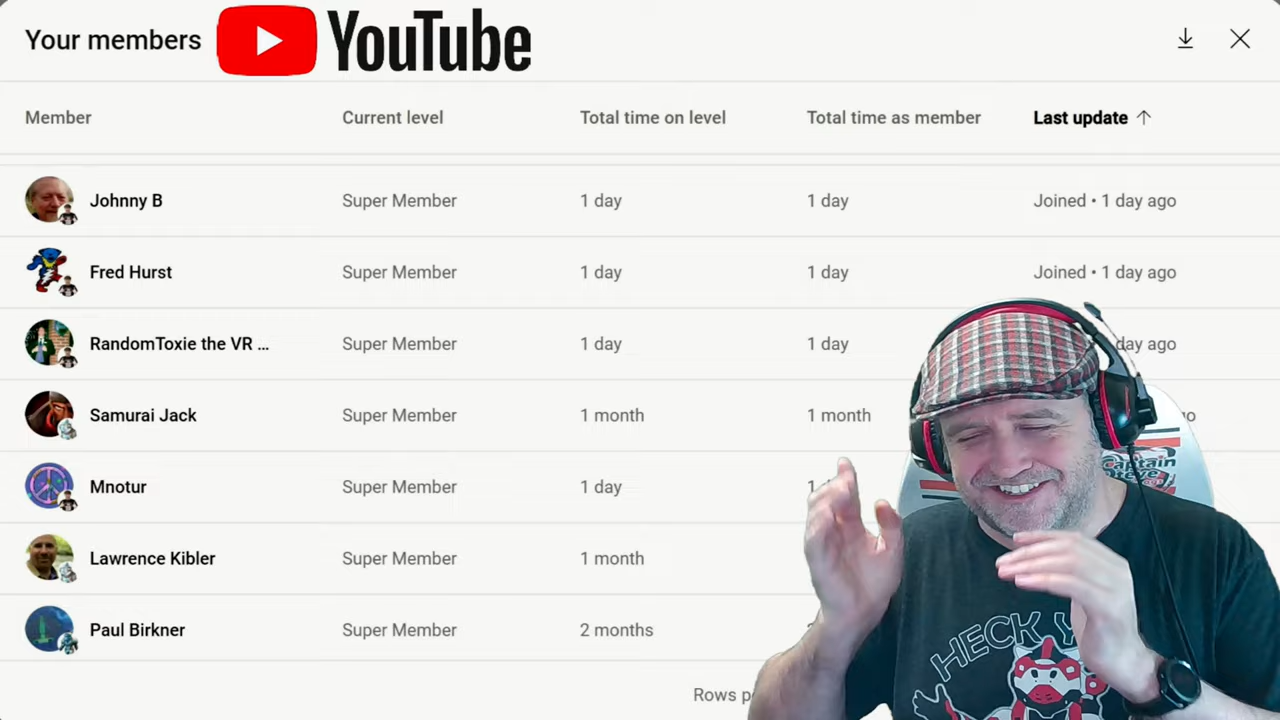 Your members YouTube
Member Current level Total time on level Total time as member Last update ↑
Johnny B Super Member 1 day 1 day Joined • 1 day ago
Fred Hurst Super Member 1 day 1 day Joined • 1 day ago
RandomToxie the VR ... Super Member 1 day 1 day day ago
Samurai Jack Super Member 1 month 1 month
Mnotur Super Member 1 day
Lawrence Kibler Super Member 1 month
Paul Birkner Super Member 2 months
Rows
Captain
Steve
HECK